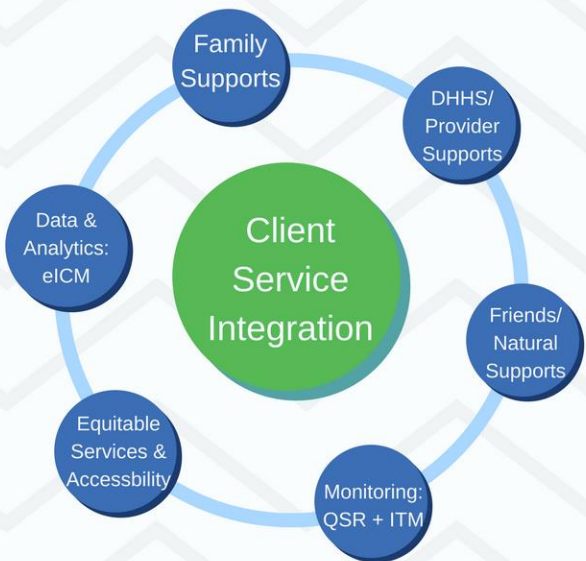 Family
Supports
DHHS/
Provider
Supports
Data &
Analytics:
eICM
Client
Service
Integration
Friends/
Natural
Supports
Equitable
Services &
Accessbility
Monitoring:
QSR + ITM